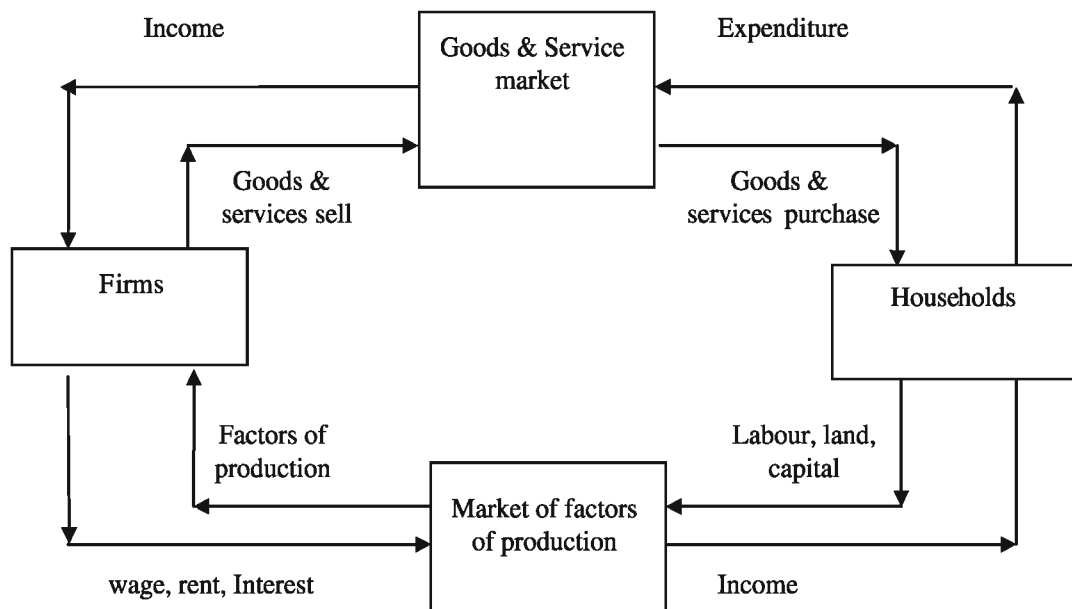 Income
Goods & Service
market
Expenditure
Goods &
services sell
Goods &
services purchase
Firms
Households
Factors of
production
Labour, land,
capital
Market of factors
of production
wage, rent, Interest
Income